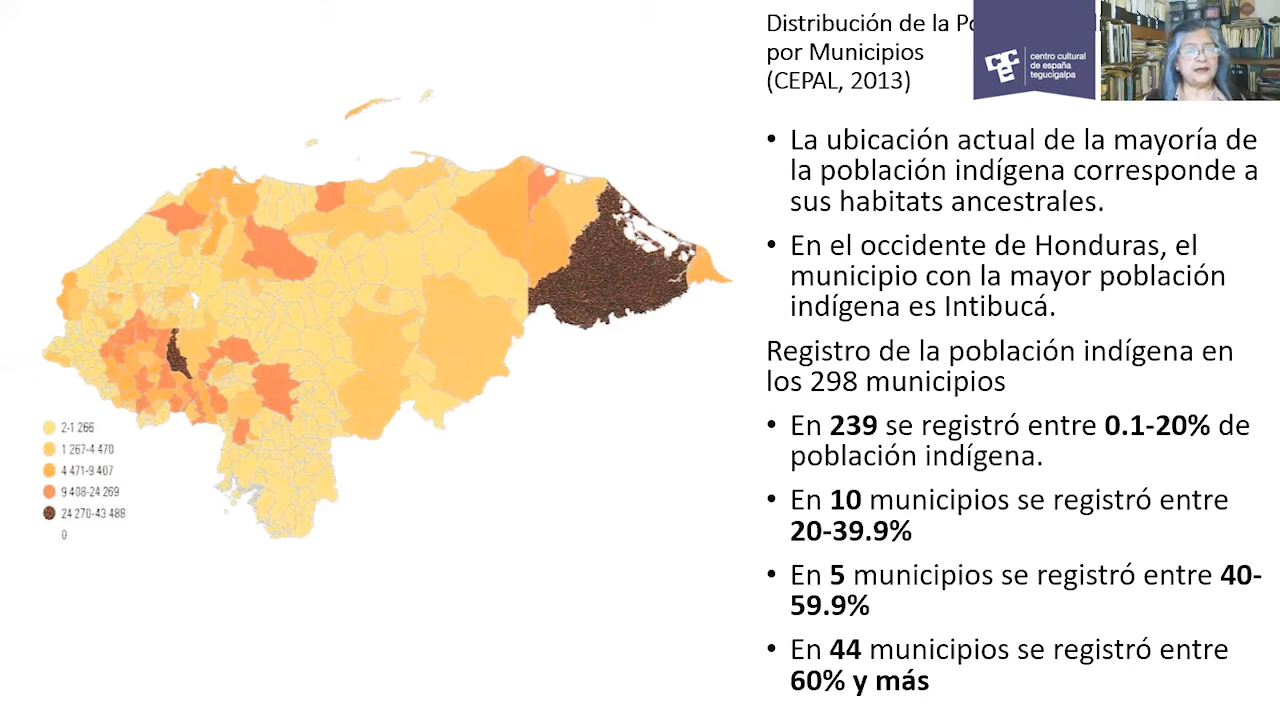 Distribución de la
por Municipios
(CEPAL, 2013)
centro cultural
de españa
tegucigalpa
• La ubicación actual de la mayoría de
la población indígena corresponde a
sus habitats ancestrales.
• En el occidente de Honduras, el
municipio con la mayor población
indígena es Intibucá.
Registro de la población indígena en
los 298 municipios
• En 239 se registró entre 0.1-20% de
población indígena.
• En 10 municipios se registró entre
20-39.9%
• En 5 municipios se registró entre 40-
59.9%
• En 44 municipios se registró entre
60% y más
2-1 266
1 267-4 470
4 471-9 407
9 408-24 269
24 270-43 488
0